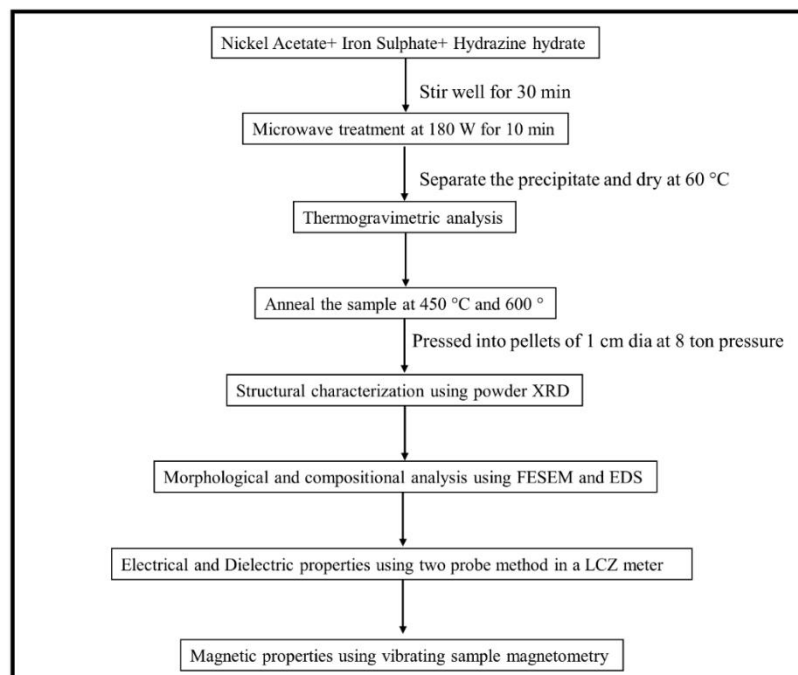 Nickel Acetate+ Iron Sulphate+ Hydrazine hydrate
Stir well for 30 min
Microwave treatment at 180 W for 10 min
Separate the precipitate and dry at 60 °C
Thermogravimetric analysis
Anneal the sample at 450 °C and 600 °
Pressed into pellets of 1 cm dia at 8 ton pressure
Structural characterization using powder XRD
Morphological and compositional analysis using FESEM and EDS
Electrical and Dielectric properties using two probe method in a LCZ meter
Magnetic properties using vibrating sample magnetometry